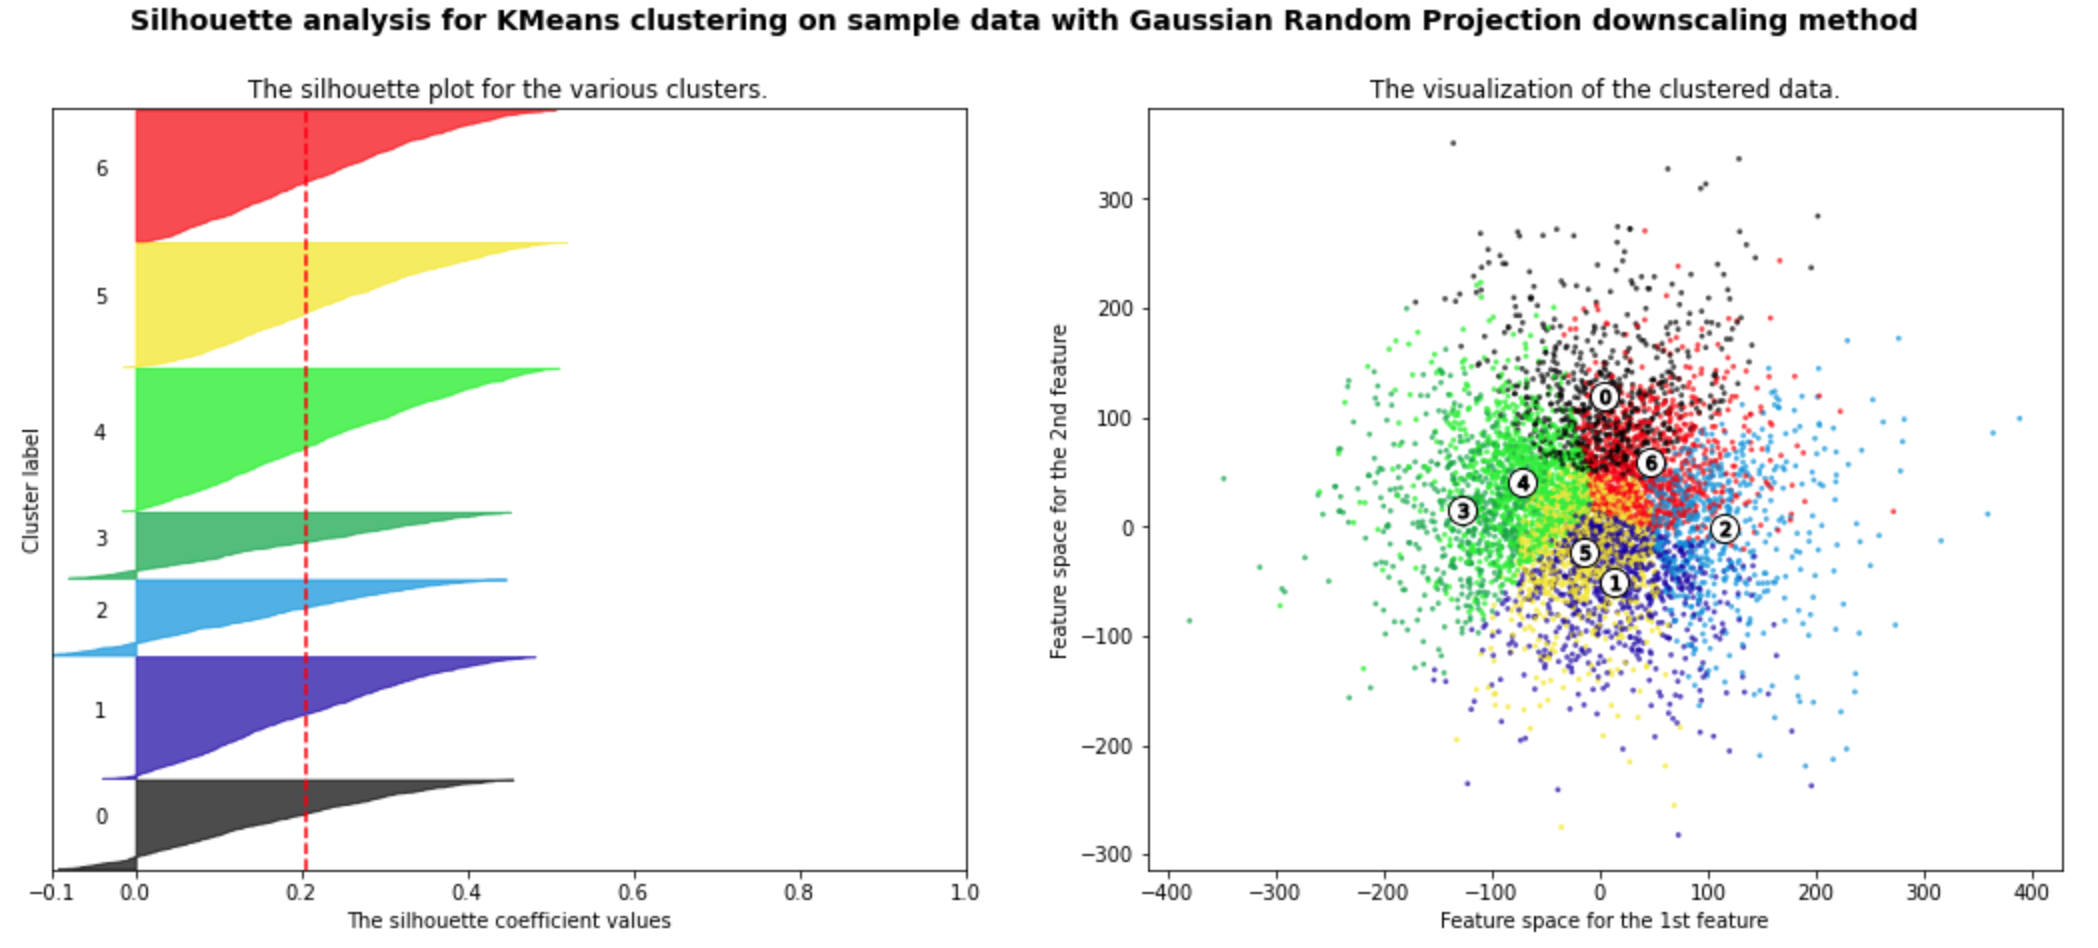 Silhouette analysis for KMeans clustering on sample data with Gaussian Random Projection downscaling method
The silhouette plot for the various clusters.
6
5
4
3
2
1
0
Cluster label
−0.1 0.0 0.2 0.4 0.6 0.8 1.0
The silhouette coefficient values
The visualization of the clustered data.
300
200
100
0
−100
−200
−300
Feature space for the 2nd feature
0
6
4
3
2
5
1
−400 −300 −200 −100 0 100 200 300 400
Feature space for the 1st feature